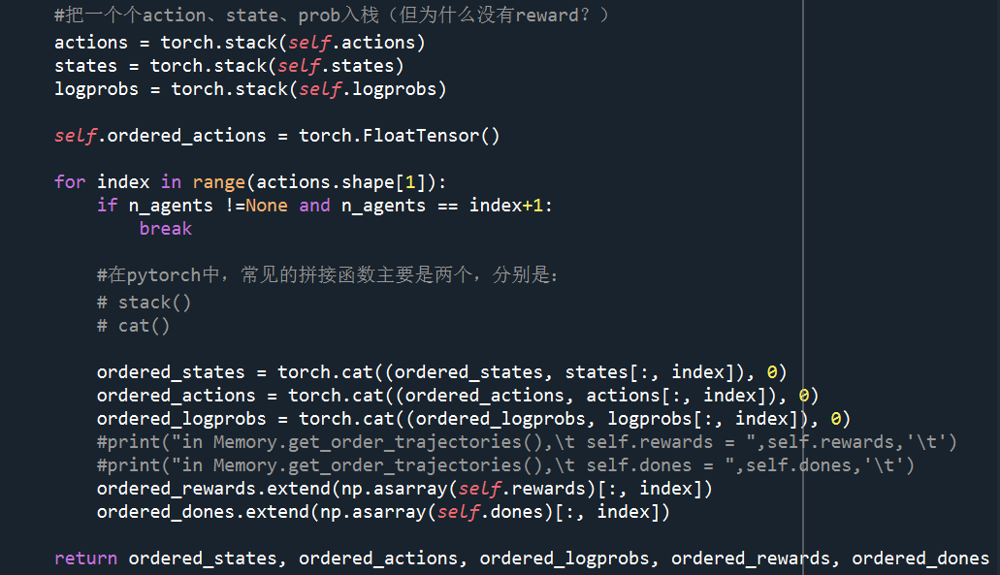 #把一个个action、state、prob入栈（但为什么没有reward？）
actions = torch.stack(self.actions)
states = torch.stack(self.states)
logprobs = torch.stack(self.logprobs)
self.ordered_actions = torch.FloatTensor()
for index in range(actions.shape[1]):
if n_agents !=None and n_agents == index+1:
break
#在pytorch中，常见的拼接函数主要是两个，分别是:
# stack()
# cat()
ordered_states = torch.cat((ordered_states, states[:, index]), 0)
ordered_actions = torch.cat((ordered_actions, actions[:, index]), 0)
ordered_logprobs = torch.cat((ordered_logprobs, logprobs[:, index]), 0)
#print("in Memory.get_order_trajectories(),\t self.rewards = ",self.rewards,'\t')
#print("in Memory.get_order_trajectories(),\t self.dones = ",self.dones,'\t')
ordered_rewards.extend(np.asarray(self.rewards)[:, index])
ordered_dones.extend(np.asarray(self.dones)[:, index])
return ordered_states, ordered_actions, ordered_logprobs, ordered_rewards, ordered_dones